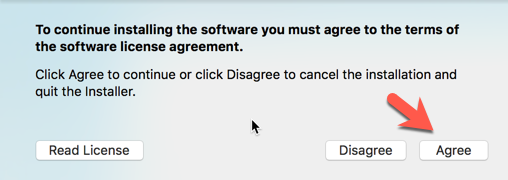 To continue installing the software you must agree to the terms of
the software license agreement.
Click Agree to continue or click Disagree to cancel the installation and
quit the Installer.
Read License Disagree Agree